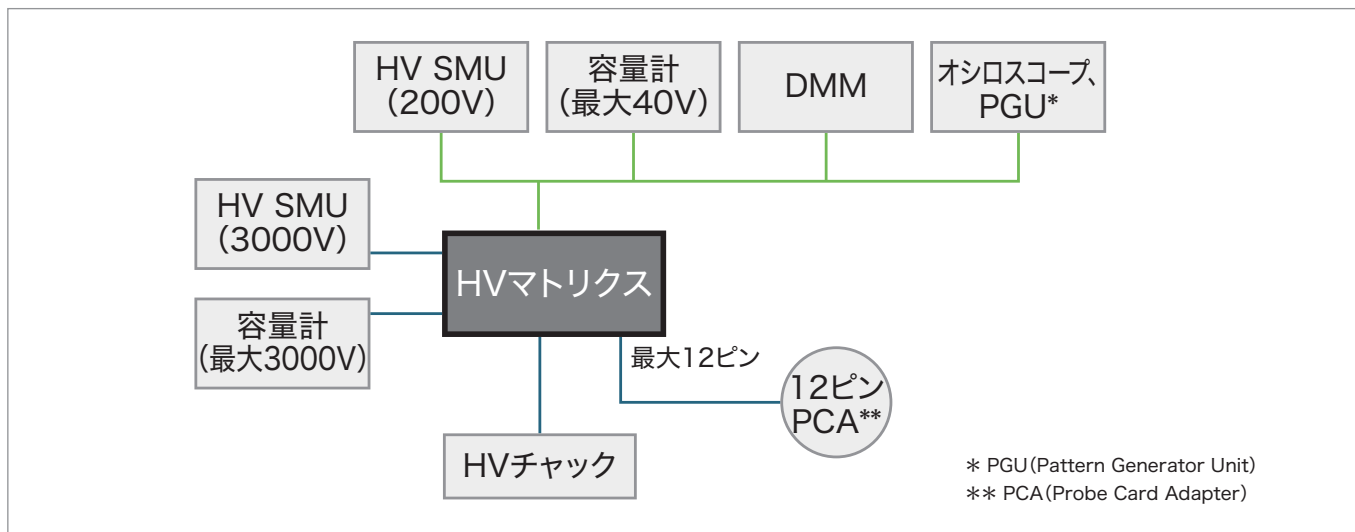 HV SMU
（200V）
容量計
（最大40V）
DMM
オシロスコープ、
PGU*
HV SMU
（3000V）
HVマトリクス
容量計
（最大3000V）
最大12ピン
12ピン
PCA**
HVチャック
＊ PGU（Pattern Generator Unit）
＊＊ PCA（Probe Card Adapter）